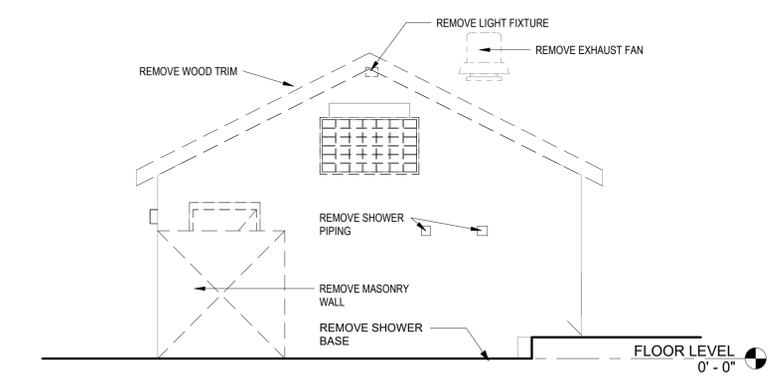 REMOVE LIGHT FIXTURE
REMOVE EXHAUST FAN
REMOVE WOOD TRIM
REMOVE SHOWER
PIPING
REMOVE MASONRY
WALL
REMOVE SHOWER
BASE
FLOOR LEVEL
0' - 0"